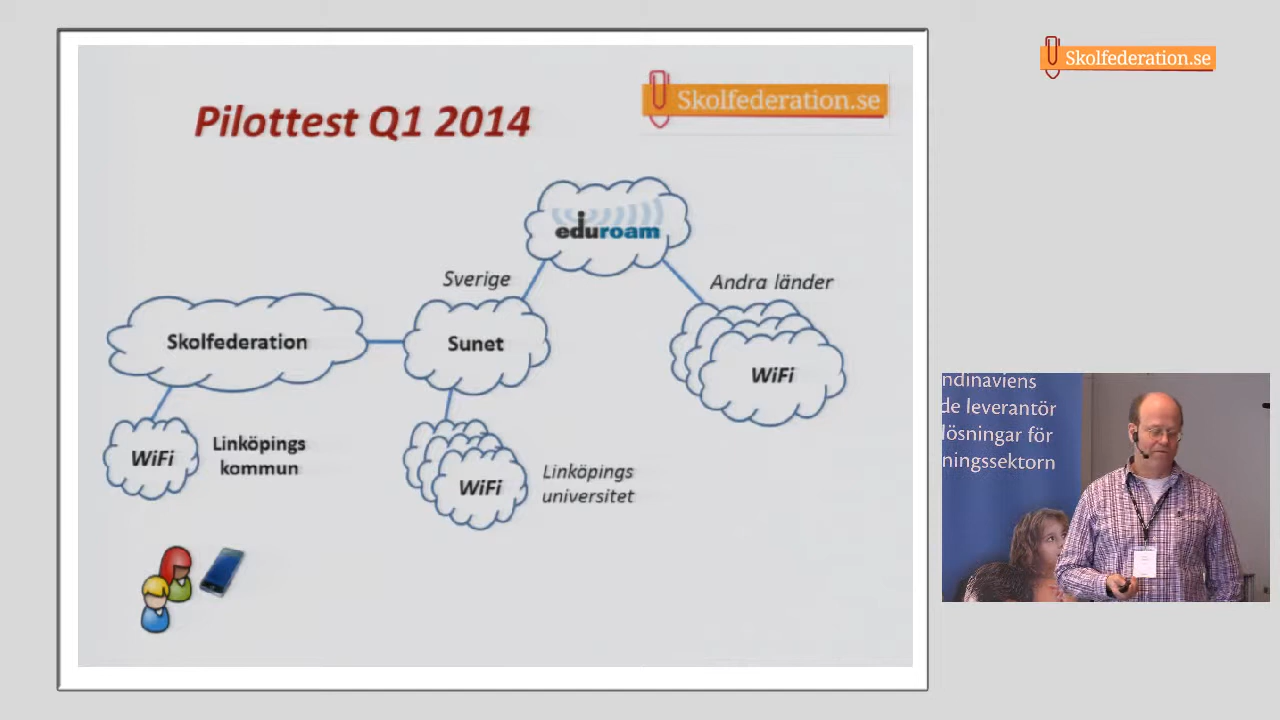 Pilottest Q1 2014
Skolfederation.se
Skolfederation.se
eduroam
Sverige
Andra länder
Skolfederation
Sunet
WiFi
WiFi
Linköpings
kommun
WiFi
Linköpings
universitet
ndinaviens
de leverantör
lösningar för
ningssektorn